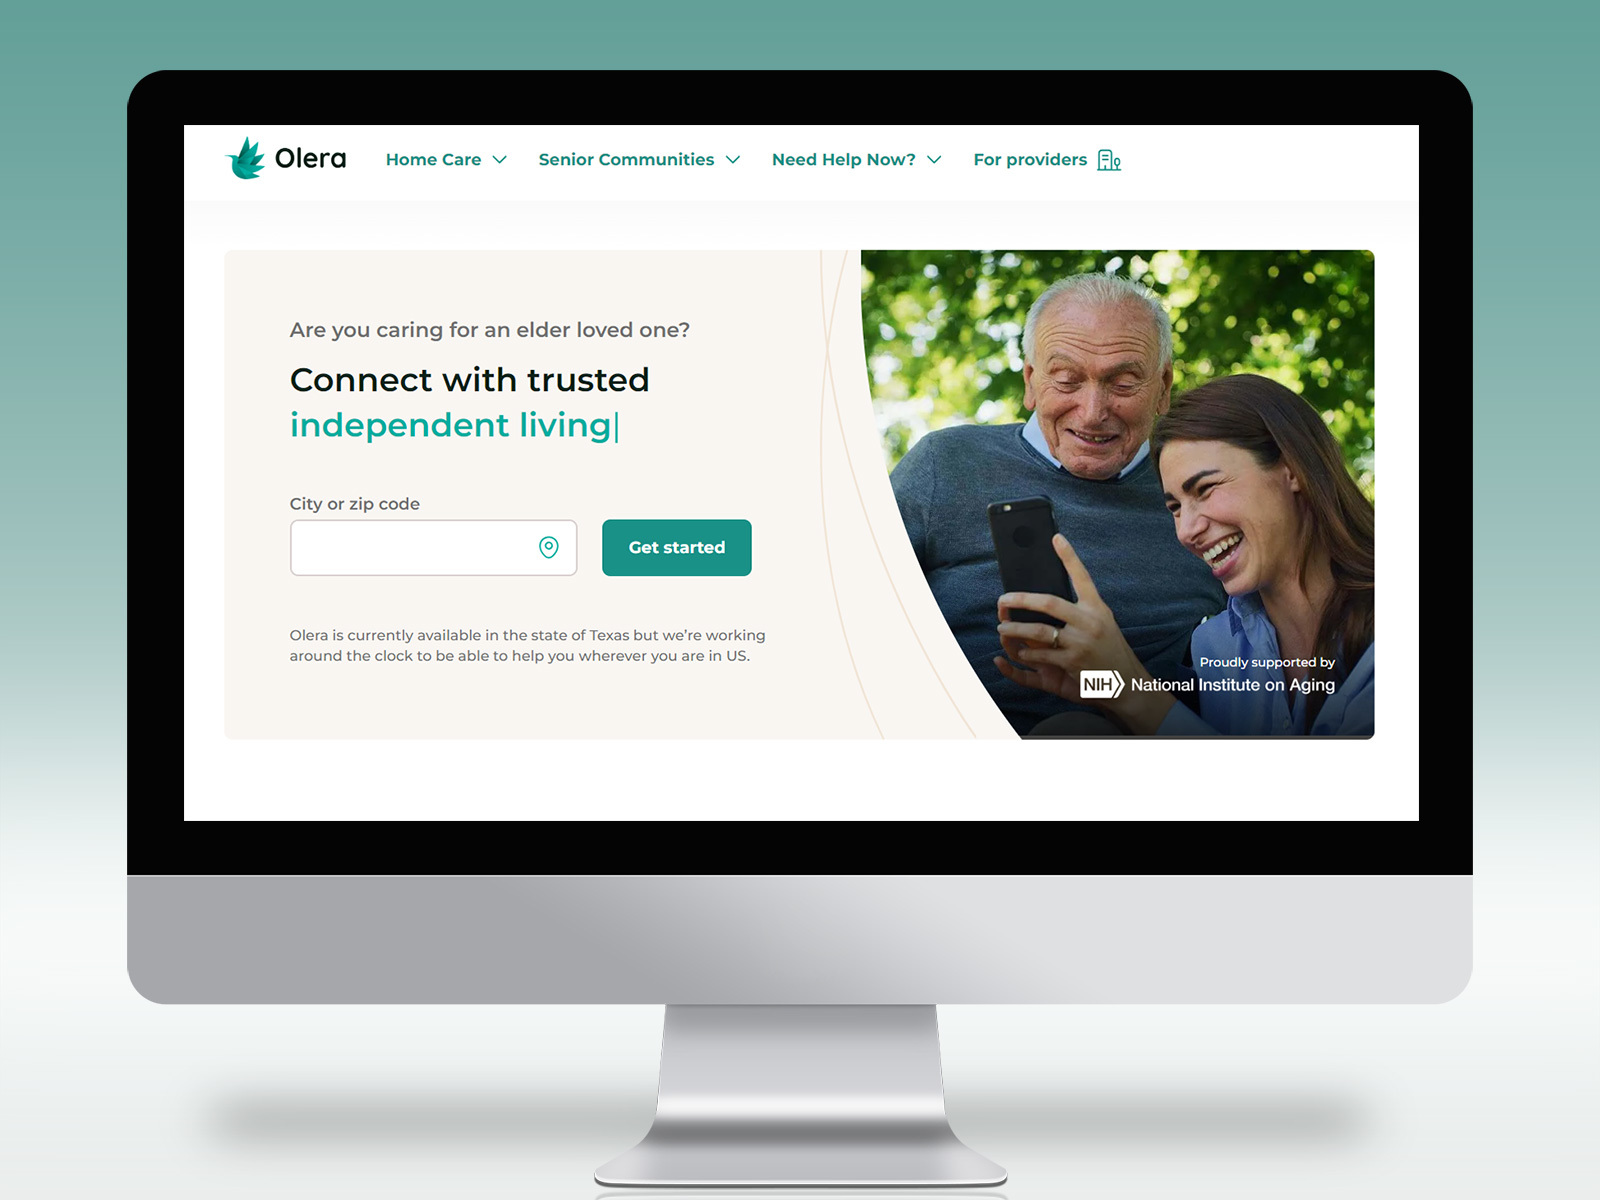 Olera
Home Care
Senior Communities
Need Help Now?
For providers
Are you caring for an elder loved one?
Connect with trusted
independent living
City or zip code
Get started
Olera is currently available in the state of Texas but we’re working
around the clock to be able to help you wherever you are in US.
Proudly supported by
NIH National Institute on Aging